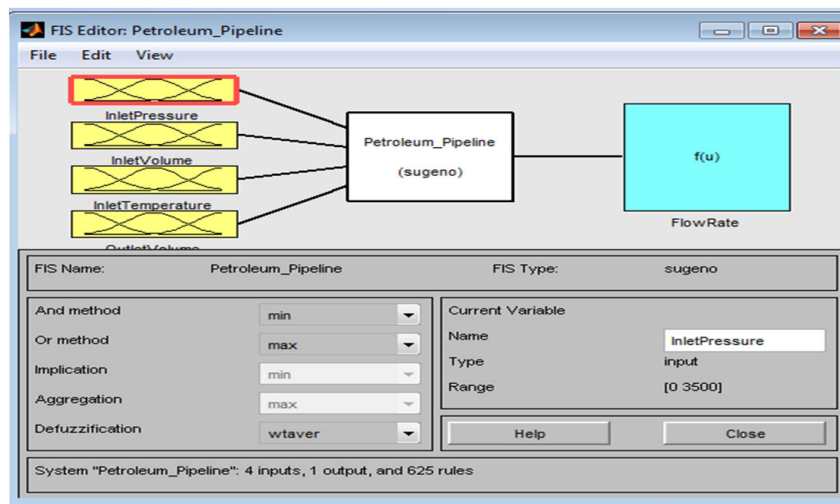 FIS Editor: Petroleum_Pipeline
File Edit View
InletPressure
InletVolume
InletTemperature
OutletVolume
Petroleum_Pipeline
(sugeno)
f(u)
FlowRate
FIS Name: Petroleum_Pipeline FIS Type: sugeno
And method min
Or method max
Implication min
Aggregation max
Defuzzification wtaver
Current Variable
Name InletPressure
Type input
Range [0 3500]
Help Close
System "Petroleum_Pipeline": 4 inputs, 1 output, and 625 rules